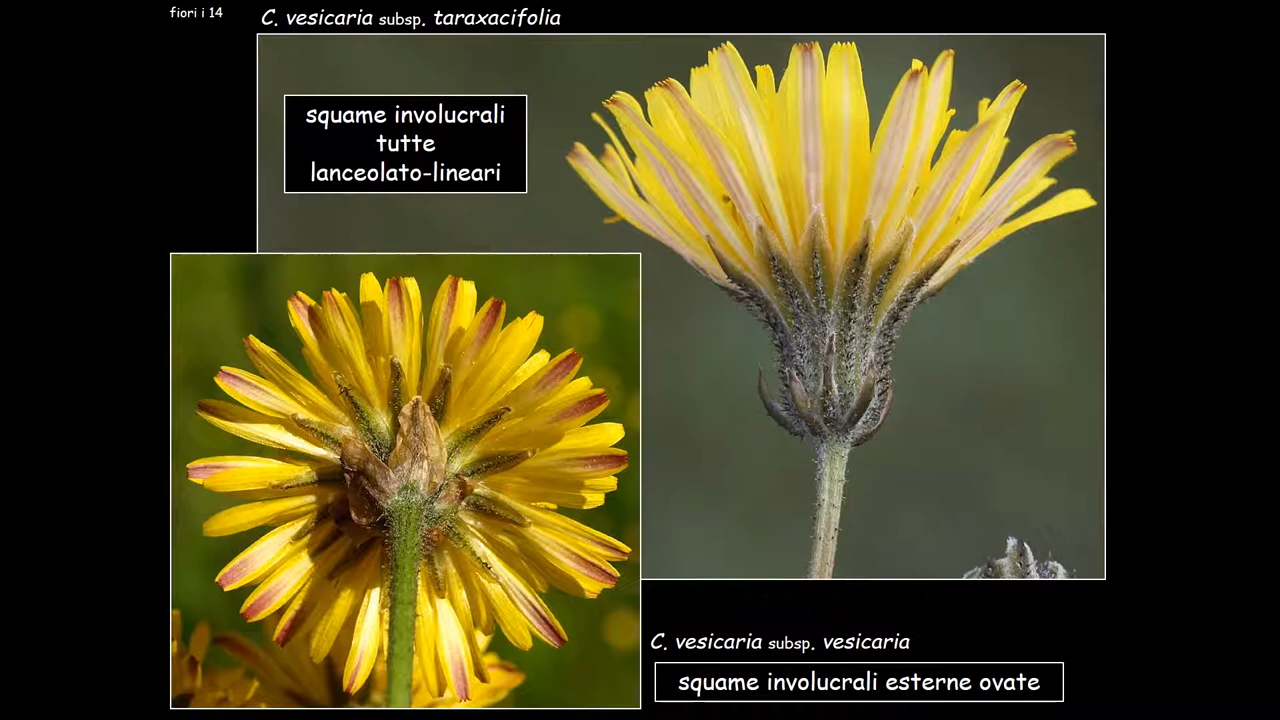 fiori i 14
C. vesicaria subsp. taraxacifolia
squame involucrali
tutte
lanceolato-lineari
C. vesicaria subsp. vesicaria
squame involucrali esterne ovate